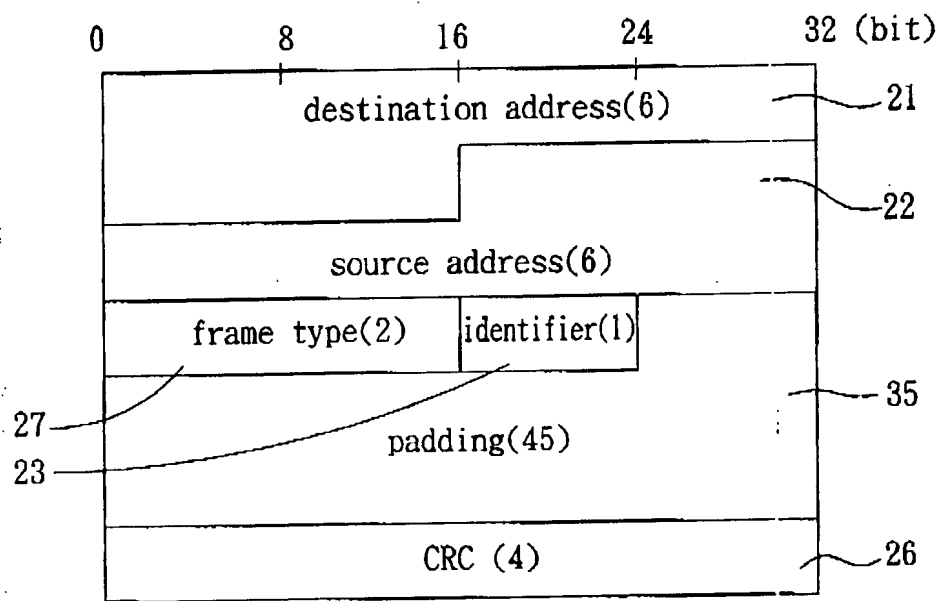 0 8 16 24 32 (bit)
destination address(6)
21
22
source address(6)
frame type(2) identifier(1)
27
35
padding(45)
23
CRC (4)
26